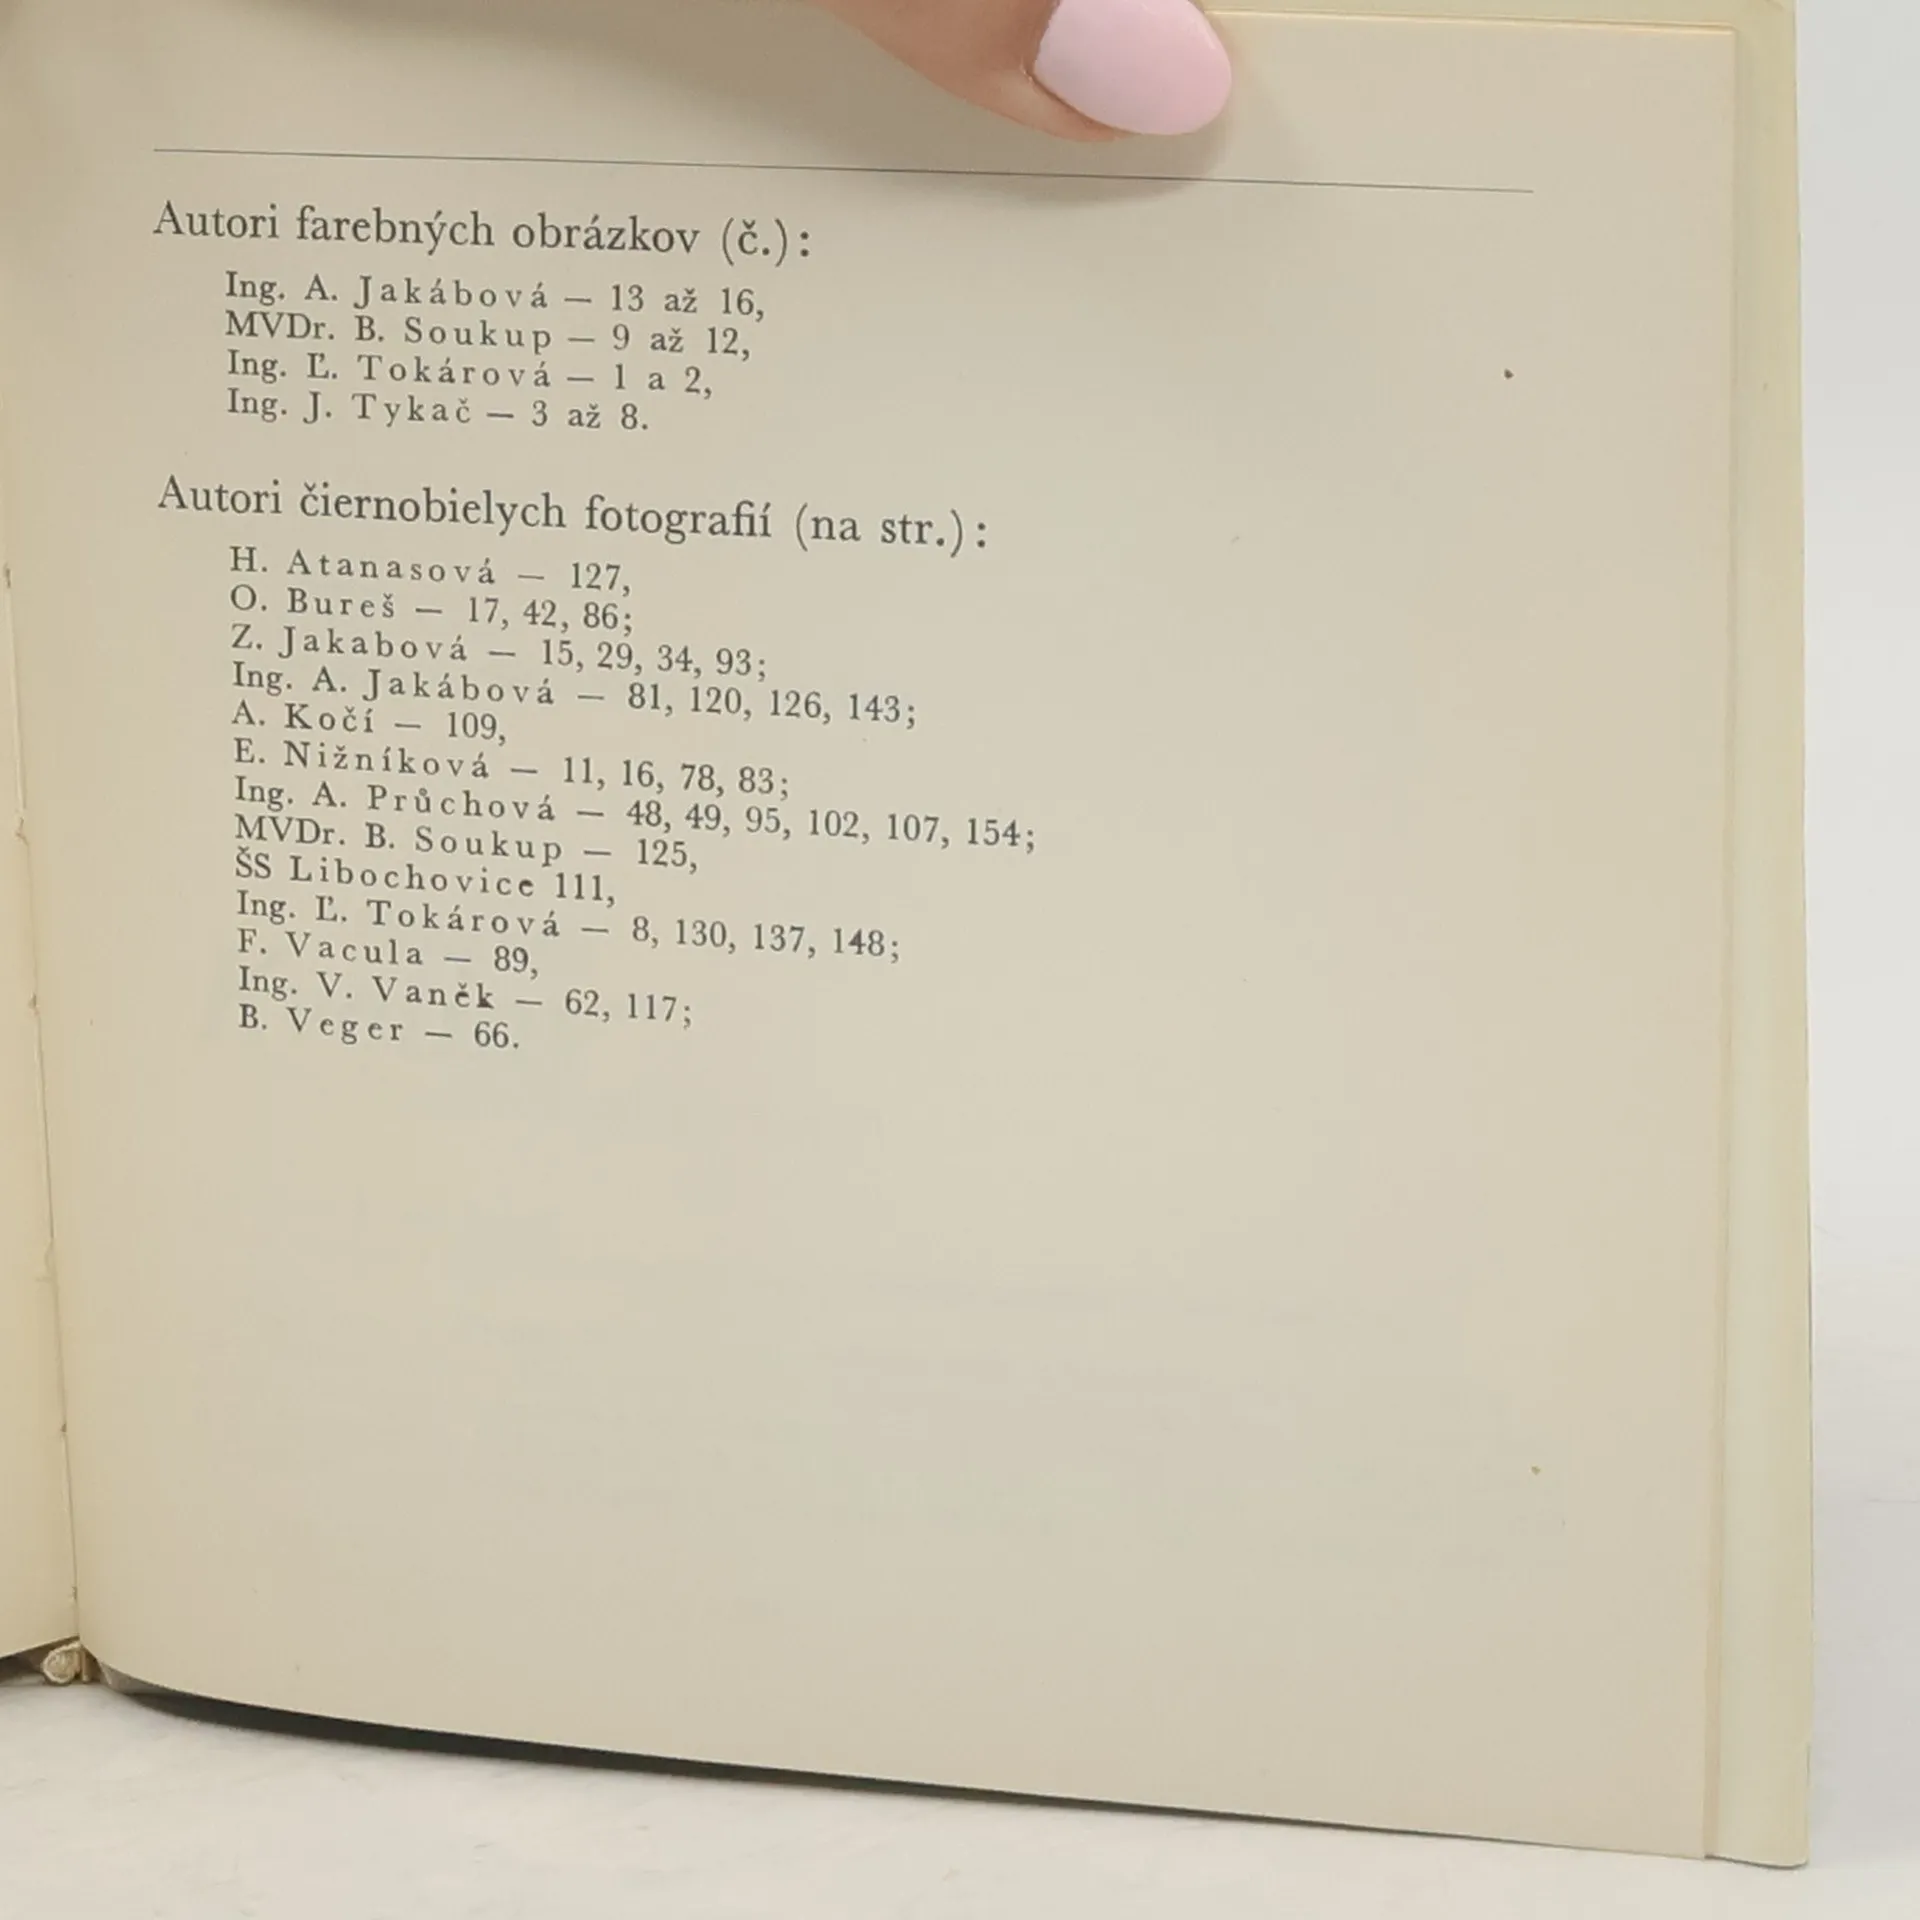 Autori farebných obrázkov (č.):
Ing. A. Jakábová — 13 až 16,
MVDr. B. Soukup — 9 až 12,
Ing. Ľ. Tokárová — 1 a 2,
Ing. J. Tykač — 3 až 8.
Autori čiernobielych fotografií (na str.):
H. Atanasová — 127,
O. Bureš — 17, 42, 86;
Z. Jakabová — 15, 29, 34, 93;
Ing. A. Jakábová — 81, 120, 126, 143;
A. Kočí — 109,
E. Nižníková — 11, 16, 78, 83;
Ing. A. Průchová — 48, 49, 95, 102, 107, 154;
MVDr. B. Soukup — 125,
ŠS Libochovice 111,
Ing. Ľ. Tokárová — 8, 130, 137, 148;
F. Vacula — 89,
Ing. V. Vaněk — 62, 117;
B. Veger — 66.